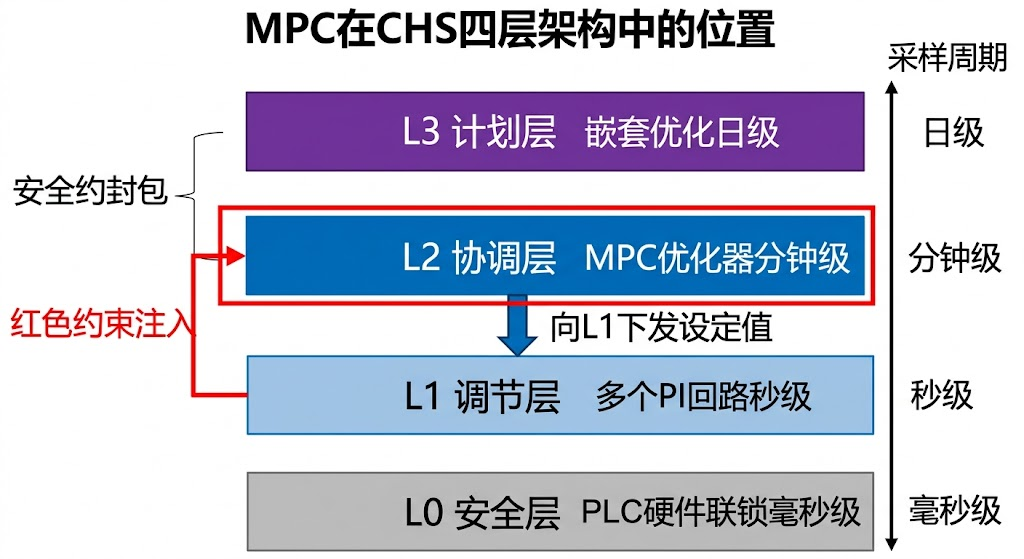 MPC在CHS四层架构中的位置
采样周期
L3 计划层 嵌套优化日级
日级
安全约封包
L2 协调层 MPC优化器分钟级
分钟级
红色约束注入
向L1下发设定值
L1 调节层 多个PI回路秒级
秒级
L0 安全层 PLC硬件联锁毫秒级
毫秒级